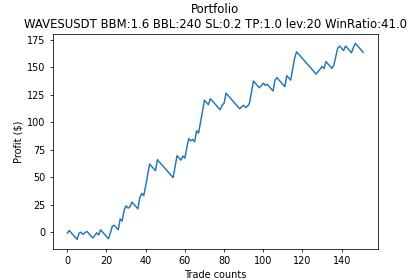 Portfolio
WAVESUSDT BBM:1.6 BBL:240 SL:0.2 TP:1.0 lev:20 WinRatio:41.0
175
150
125
100
75
50
25
0
Profit ($)
0 20 40 60 80 100 120 140
Trade counts